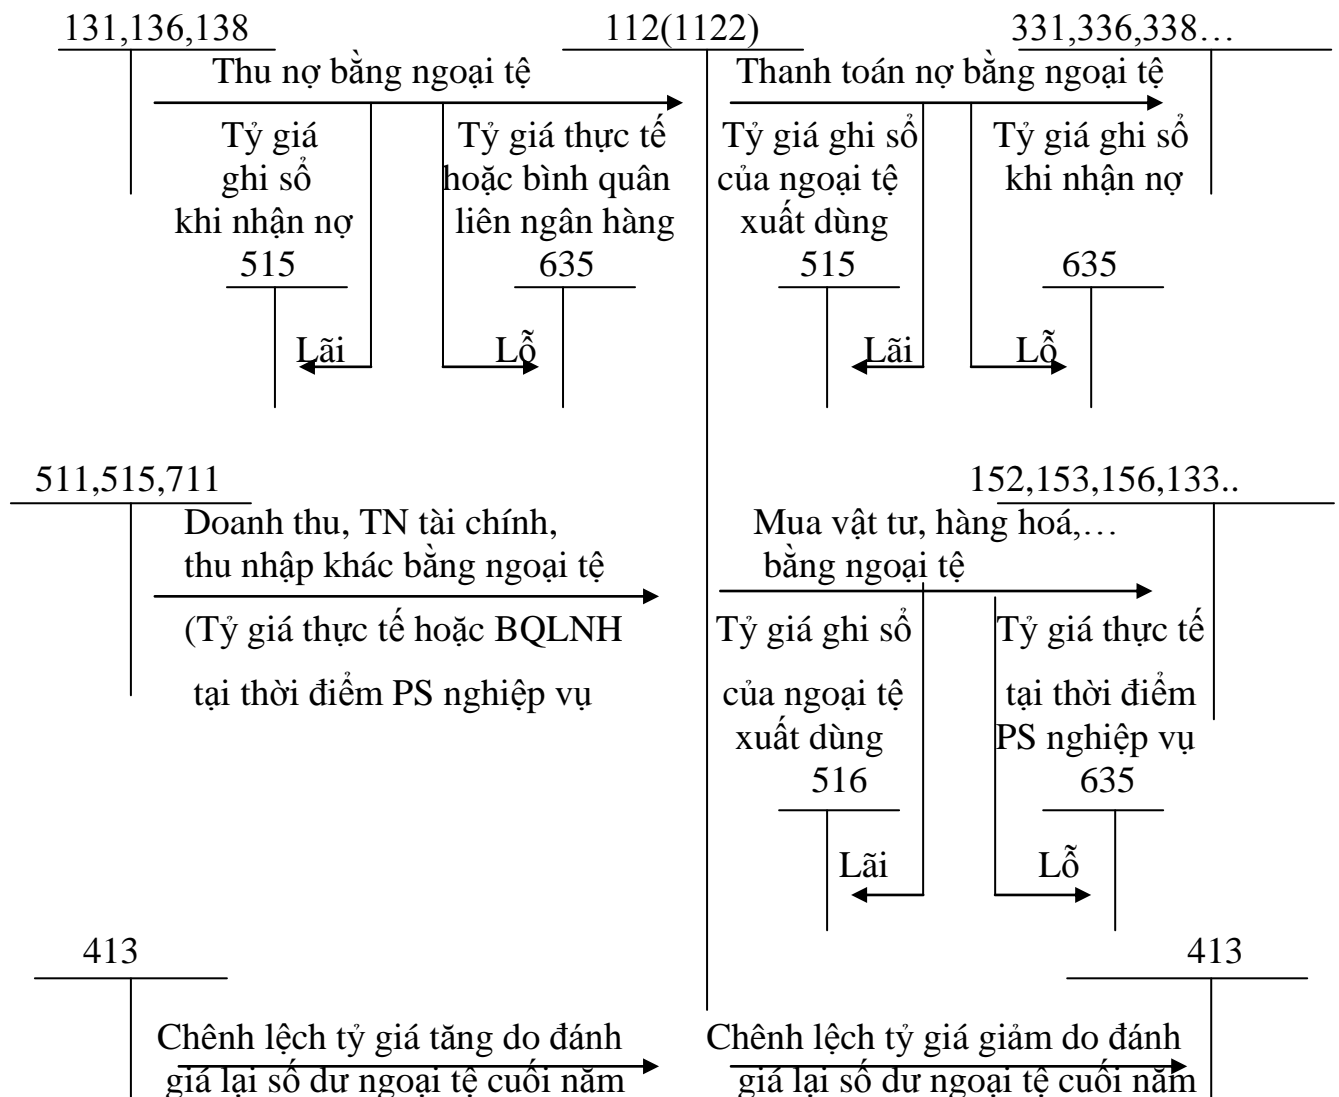 131,136,138
112(1122)
331,336,338…
Thu nợ bằng ngoại tệ
Thanh toán nợ bằng ngoại tệ
Tỷ giá
ghi sổ
khi nhận nợ
Tỷ giá thực tế
hoặc bình quân
liên ngân hàng
Tỷ giá ghi sổ
của ngoại tệ
xuất dùng
Tỷ giá ghi sổ
khi nhận nợ
515
635
515
635
Lãi
Lỗ
Lãi
Lỗ
511,515,711
152,153,156,133..
Doanh thu, TN tài chính,
thu nhập khác bằng ngoại tệ
(Tỷ giá thực tế hoặc BQLNH
tại thời điểm PS nghiệp vụ
Mua vật tư, hàng hoá,…
bằng ngoại tệ
Tỷ giá ghi sổ
của ngoại tệ
xuất dùng
Tỷ giá thực tế
tại thời điểm
PS nghiệp vụ
516
635
Lãi
Lỗ
413
413
Chênh lệch tỷ giá tăng do đánh
giá lại số dư ngoại tệ cuối năm
Chênh lệch tỷ giá giảm do đánh
giá lại số dư ngoại tệ cuối năm